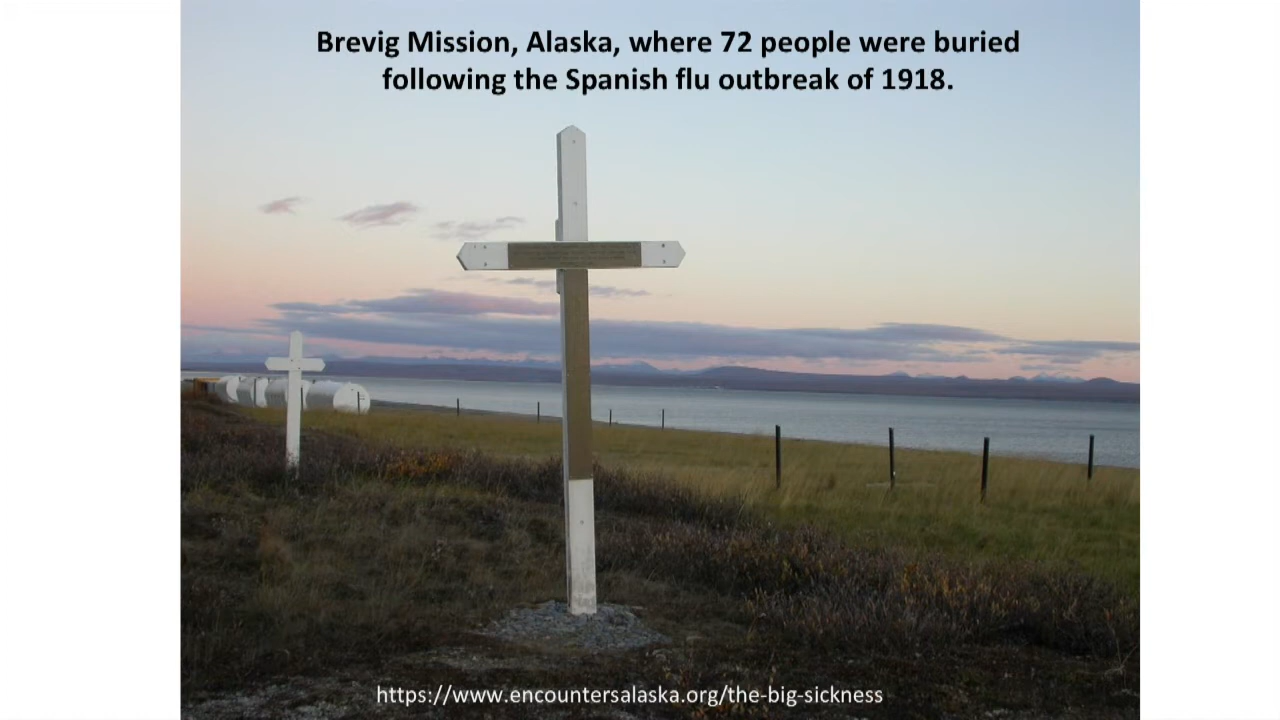 Brevig Mission, Alaska, where 72 people were buried
following the Spanish flu outbreak of 1918.
https://www.encountersalaska.org/the-big-sickness